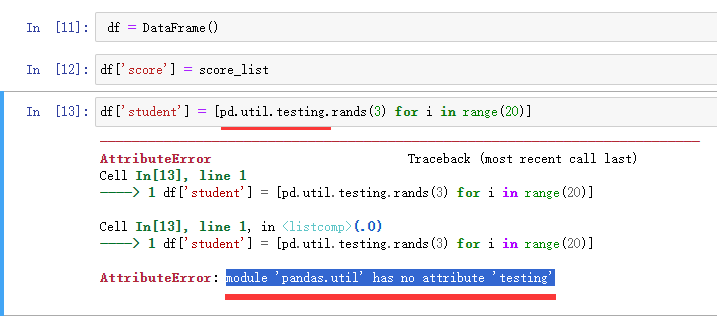 In [11]: df = DataFrame()
In [12]: df['score'] = score_list
In [13]: df['student'] = [pd.util.testing.rands(3) for i in range(20)]
AttributeError Traceback (most recent call last)
Cell In[13], line 1
----> 1 df['student'] = [pd.util.testing.rands(3) for i in range(20)]
Cell In[13], line 1, in <listcomp>(.0)
----> 1 df['student'] = [pd.util.testing.rands(3) for i in range(20)]
AttributeError: module 'pandas.util' has no attribute 'testing'